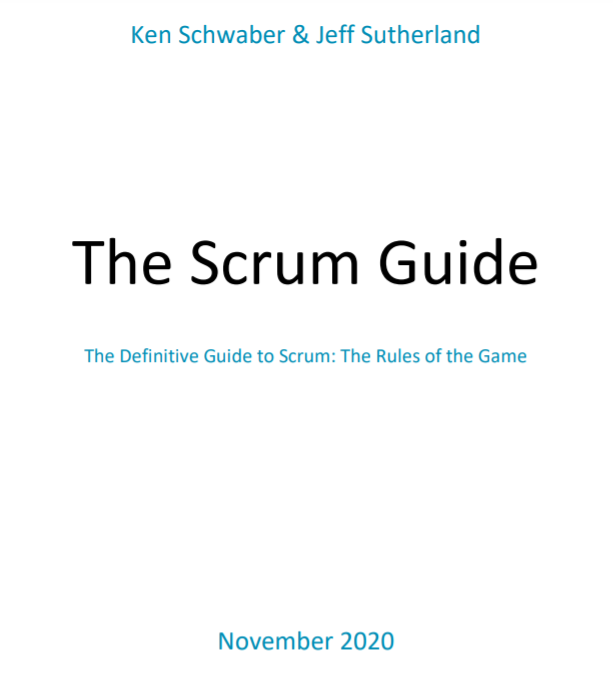 Ken Schwaber & Jeff Sutherland
The Scrum Guide
The Definitive Guide to Scrum: The Rules of the Game
November 2020